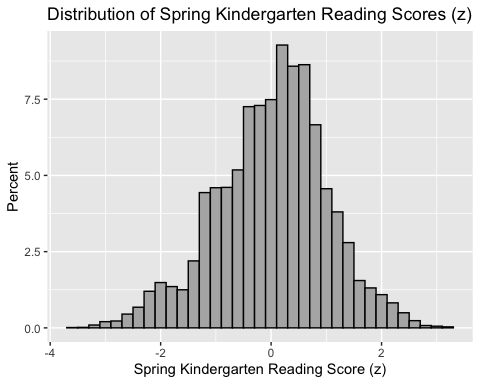 Distribution of Spring Kindergarten Reading Scores (z)
7.5
5.0
2.5
0.0
Percent
-4
-2
0
2
Spring Kindergarten Reading Score (z)